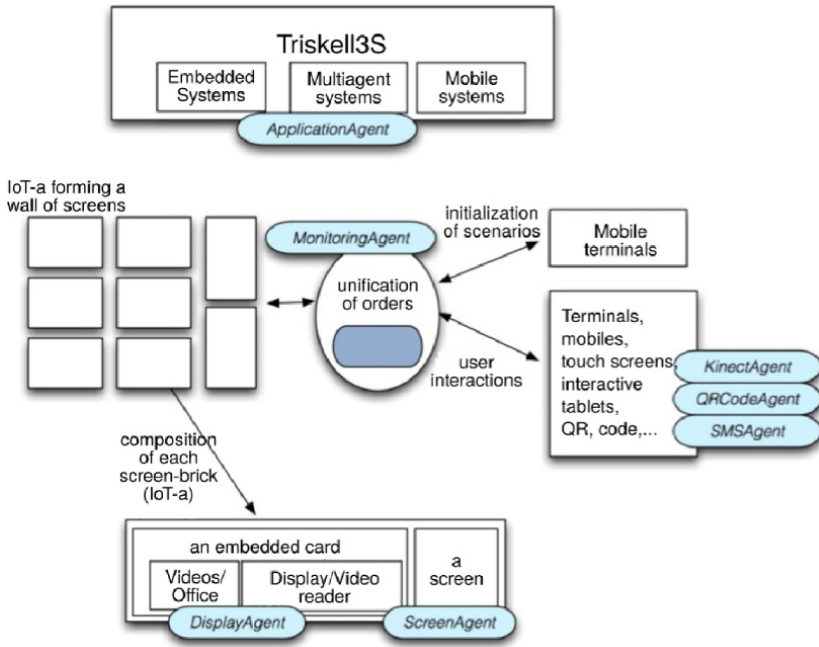 Triskell3S
Embedded
Systems
Multiagent
systems
Mobile
systems
ApplicationAgent
IoT-a forming a
wall of screens
MonitoringAgent
unification
of orders
initialization
of scenarios
Mobile
terminals
user
interactions
Terminals,
mobiles,
touch screens,
interactive
tablets,
QR, code,...
KinectAgent
QRCodeAgent
SMSAgent
composition
of each
screen-brick
(IoT-a)
an embedded card
Videos/
Office
Display/Video
reader
a
screen
DisplayAgent
ScreenAgent